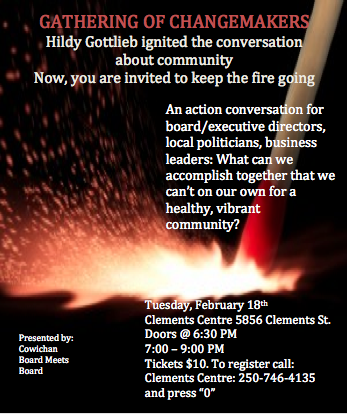 GATHERING OF CHANGEMAKERS
Hildy Gottlieb ignited the conversation
about community
Now, you are invited to keep the fire going
An action conversation for
board/executive directors,
local politicians, business
leaders: What can we
accomplish together that we
can't on our own for a
healthy, vibrant
community?
Tuesday, February 18th
Clements Centre 5856 Clements St.
Doors @ 6:30 PM
7:00 – 9:00 PM
Tickets $10. To register call:
Clements Centre: 250-746-4135
and press "0"
Presented by:
Cowichan
Board Meets
Board